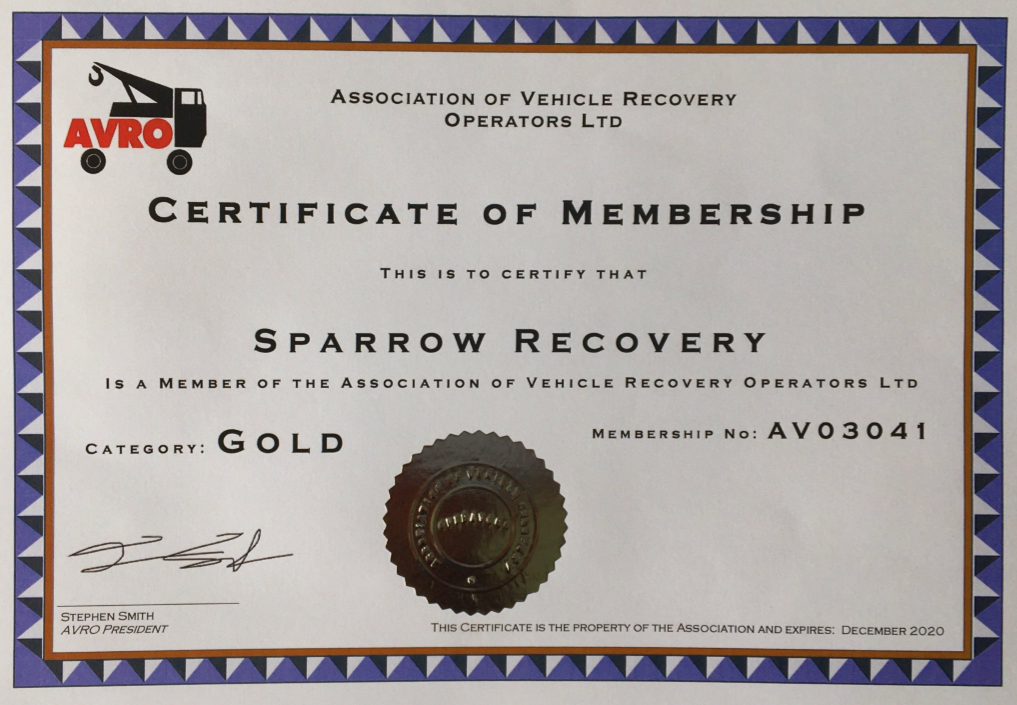 AVRO
ASSOCIATION OF VEHICLE RECOVERY
OPERATORS LTD
CERTIFICATE OF MEMBERSHIP
THIS IS TO CERTIFY THAT
SPARROW RECOVERY
IS A MEMBER OF THE ASSOCIATION OF VEHICLE RECOVERY OPERATORS LTD
CATEGORY: GOLD
MEMBERSHIP NO: AV03041
STEPHEN SMITH
AVRO PRESIDENT
THIS CERTIFICATE IS THE PROPERTY OF THE ASSOCIATION AND EXPIRES: DECEMBER 2020